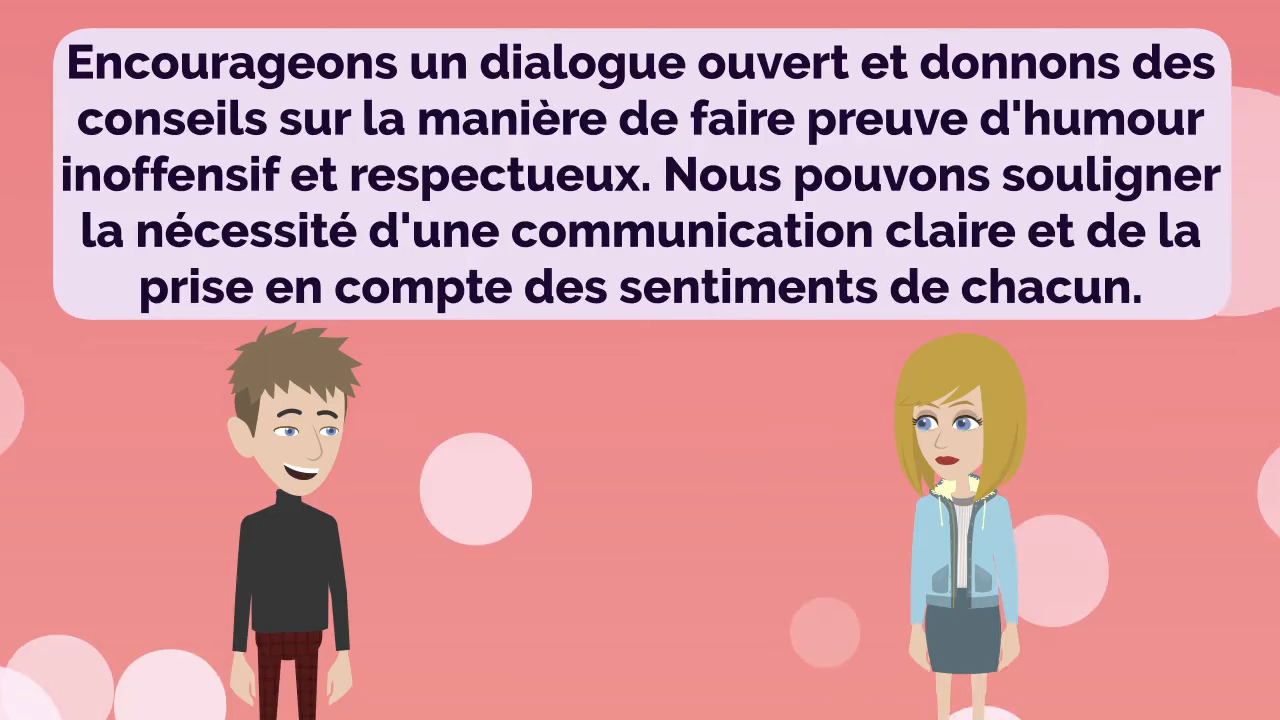 Encourageons un dialogue ouvert et donnons des
conseils sur la manière de faire preuve d'humour
inoffensif et respectueux. Nous pouvons souligner
la nécessité d'une communication claire et de la
prise en compte des sentiments de chacun.